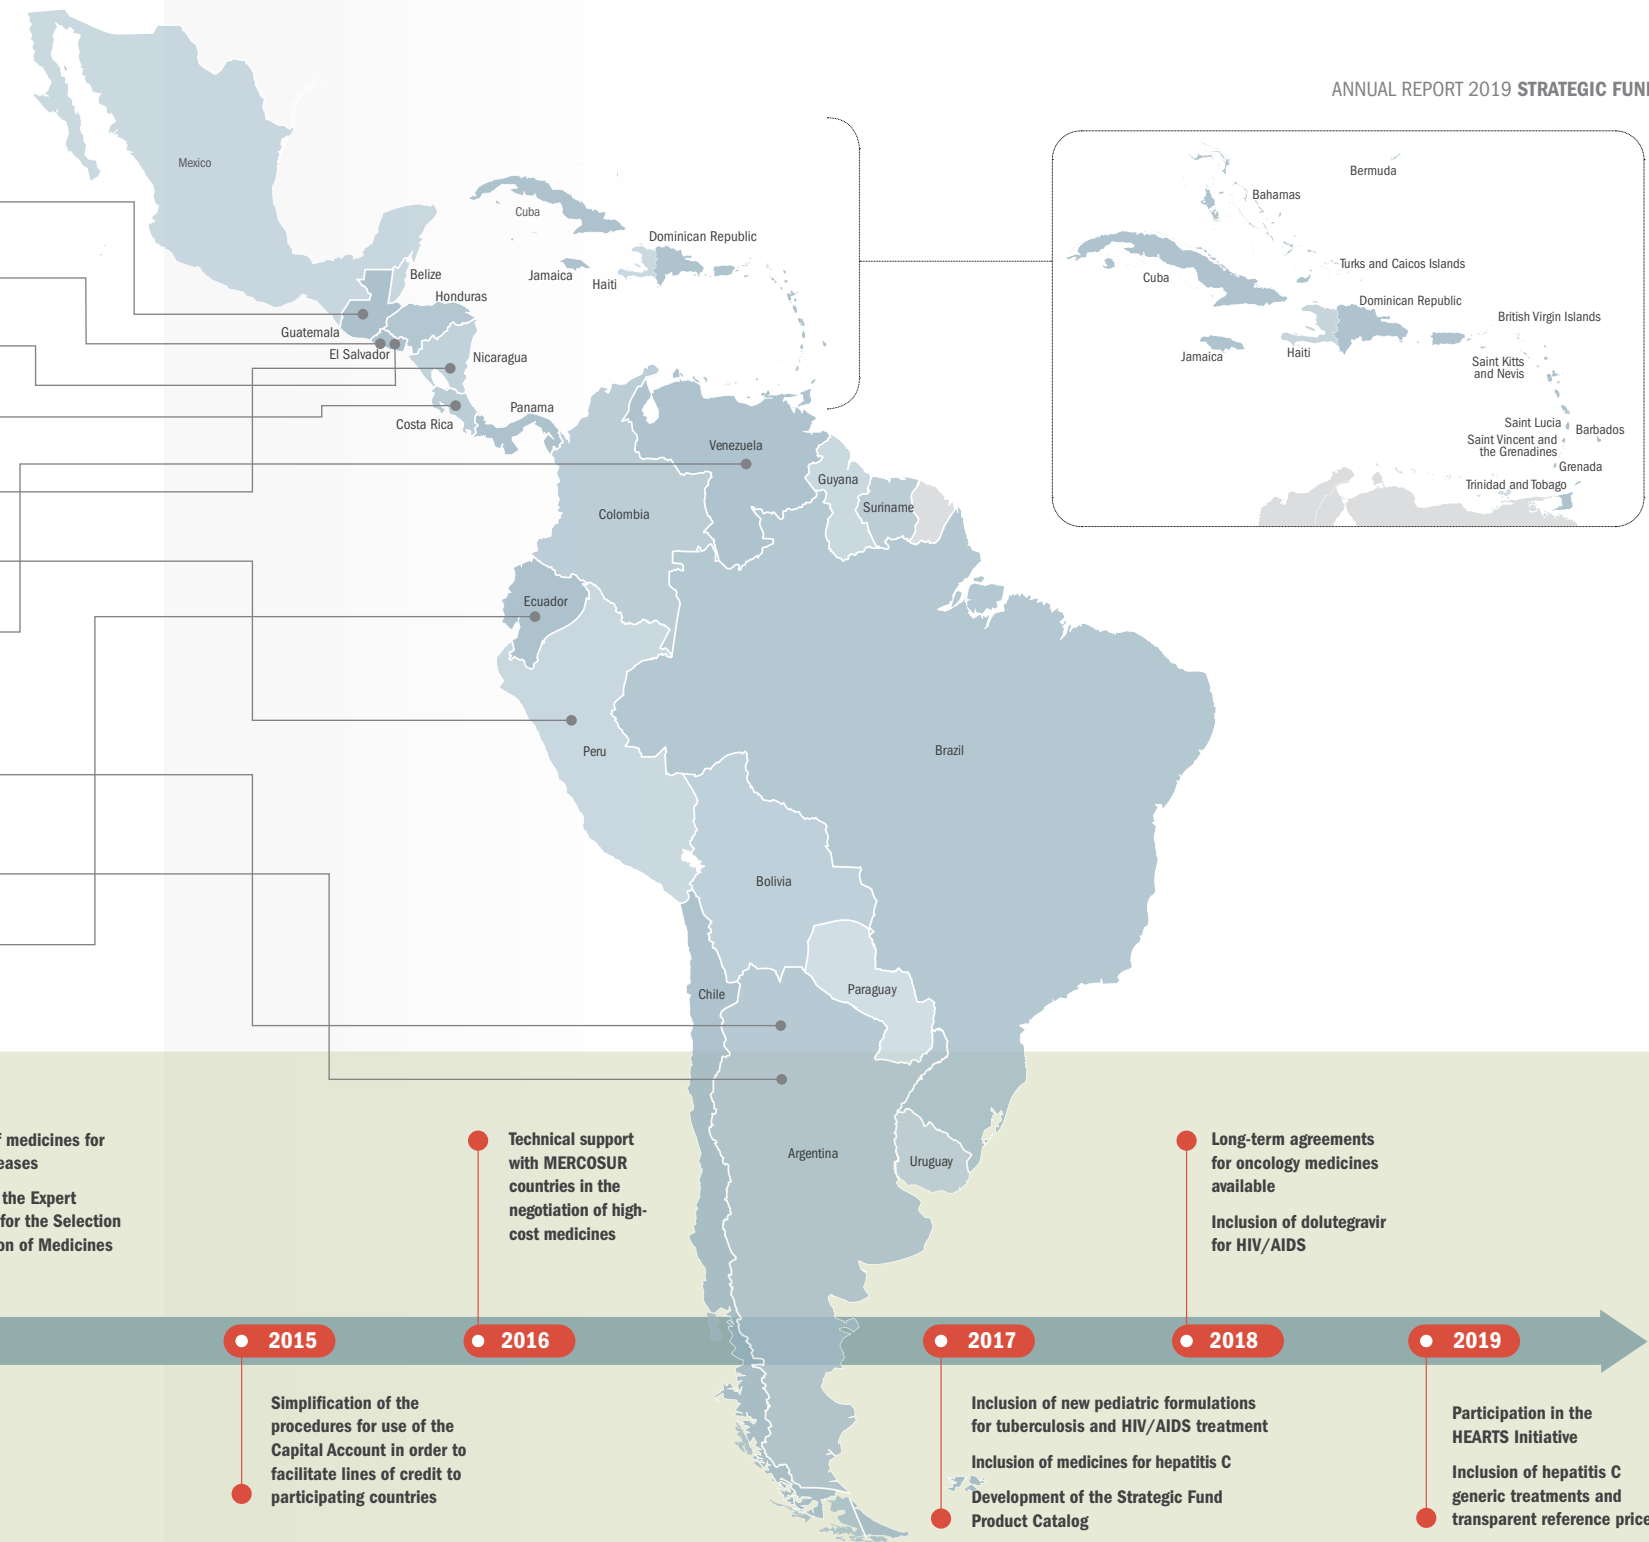 ANNUAL REPORT 2019 STRATEGIC
Mexico
Cuba
Dominican Republic
Jamaica
Haiti
Belize
Honduras
Guatemala
El Salvador
Nicaragua
Panama
Costa Rica
Venezuela
Guyana
Suriname
Colombia
Ecuador
Peru
Brazil
Bolivia
Chile
Paraguay
Argentina
Uruguay
Bermuda
Bahamas
Cuba
Turks and Caicos Islands
Dominican Republic
British Virgin Islands
Jamaica
Haiti
Saint Kitts
and Nevis
Saint Lucia
Barbados
Saint Vincent and
the Grenadines
Grenada
Trinidad and Tobago
medicines for
the Expert
for the Selection
of Medicines
2015
Simplification of the
procedures for use of the
Capital Account in order to
facilitate lines of credit to
participating countries
2016
Technical support
with MERCOSUR
countries in the
negotiation of high-
cost medicines
2017
Inclusion of new pediatric formulations
for tuberculosis and HIV/AIDS treatment
Inclusion of medicines for hepatitis C
Development of the Strategic Fund
Product Catalog
2018
Long-term agreements
for oncology medicines
available
Inclusion of dolutegravir
for HIV/AIDS
2019
Participation in the
HEARTS Initiative
Inclusion of hepatitis C
generic treatments and
transparent reference